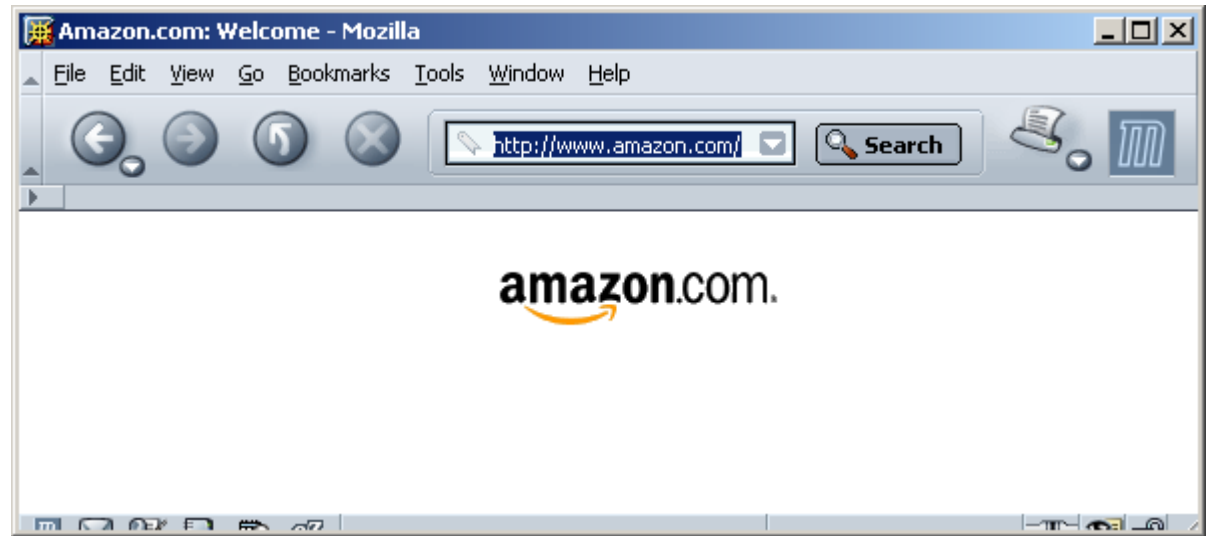 Amazon.com: Welcome - Mozilla
File Edit View Go Bookmarks Tools Window Help
http://www.amazon.com/ Search
amazon.com.